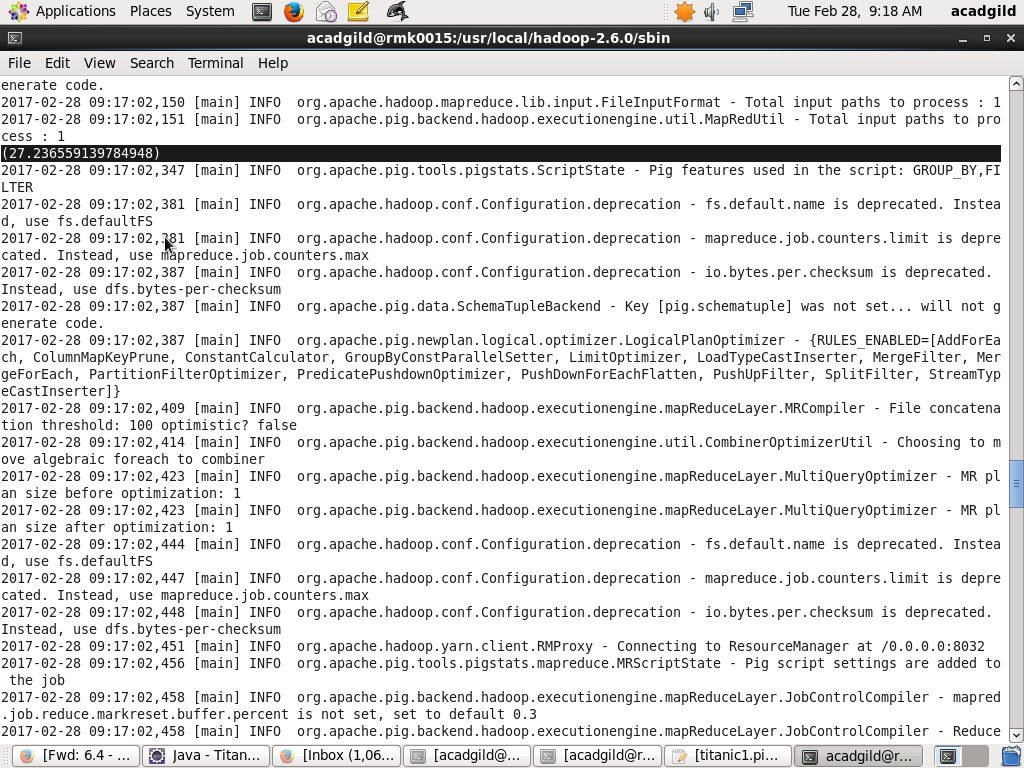 Applications Places System Tue Feb 28, 9:18 AM acadgild
acadgild@rmk0015:/usr/local/hadoop-2.6.0/sbin
File Edit View Search Terminal Help
enerate code.
2017-02-28 09:17:02,150 [main] INFO  org.apache.hadoop.mapreduce.lib.input.FileInputFormat - Total input paths to process : 1
2017-02-28 09:17:02,151 [main] INFO  org.apache.pig.backend.hadoop.executionengine.util.MapRedUtil - Total input paths to pro
cess : 1
(27.236559139784948)
2017-02-28 09:17:02,347 [main] INFO  org.apache.pig.tools.pigstats.ScriptState - Pig features used in the script: GROUP_BY,FI
LTER
2017-02-28 09:17:02,381 [main] INFO  org.apache.hadoop.conf.Configuration.deprecation - fs.default.name is deprecated. Instea
d, use fs.defaultFS
2017-02-28 09:17:02,381 [main] INFO  org.apache.hadoop.conf.Configuration.deprecation - mapreduce.job.counters.limit is depre
cated. Instead, use mapreduce.job.counters.max
2017-02-28 09:17:02,387 [main] INFO  org.apache.hadoop.conf.Configuration.deprecation - io.bytes.per.checksum is deprecated.
Instead, use dfs.bytes-per-checksum
2017-02-28 09:17:02,387 [main] INFO  org.apache.pig.data.SchemaTupleBackend - Key [pig.schematuple] was not set... will not g
enerate code.
2017-02-28 09:17:02,387 [main] INFO  org.apache.pig.newplan.logical.optimizer.LogicalPlanOptimizer - {RULES_ENABLED=[AddForEa
ch, ColumnMapKeyPrune, ConstantCalculator, GroupByConstParallelSetter, LimitOptimizer, LoadTypeCastInserter, MergeFilter, Mer
geForEach, PartitionFilterOptimizer, PredicatePushdownOptimizer, PushDownForEachFlatten, PushUpFilter, SplitFilter, StreamTyp
eCastInserter]}
2017-02-28 09:17:02,409 [main] INFO  org.apache.pig.backend.hadoop.executionengine.mapReduceLayer.MRCompiler - File concatena
tion threshold: 100 optimistic? false
2017-02-28 09:17:02,414 [main] INFO  org.apache.pig.backend.hadoop.executionengine.util.CombinerOptimizerUtil - Choosing to m
ove algebraic foreach to combiner
2017-02-28 09:17:02,423 [main] INFO  org.apache.pig.backend.hadoop.executionengine.mapReduceLayer.MultiQueryOptimizer - MR pl
an size before optimization: 1
2017-02-28 09:17:02,423 [main] INFO  org.apache.pig.backend.hadoop.executionengine.mapReduceLayer.MultiQueryOptimizer - MR pl
an size after optimization: 1
2017-02-28 09:17:02,444 [main] INFO  org.apache.hadoop.conf.Configuration.deprecation - fs.default.name is deprecated. Instea
d, use fs.defaultFS
2017-02-28 09:17:02,447 [main] INFO  org.apache.hadoop.conf.Configuration.deprecation - mapreduce.job.counters.limit is depre
cated. Instead, use mapreduce.job.counters.max
2017-02-28 09:17:02,448 [main] INFO  org.apache.hadoop.conf.Configuration.deprecation - io.bytes.per.checksum is deprecated.
Instead, use dfs.bytes-per-checksum
2017-02-28 09:17:02,451 [main] INFO  org.apache.hadoop.yarn.client.RMProxy - Connecting to ResourceManager at /0.0.0.0:8032
2017-02-28 09:17:02,456 [main] INFO  org.apache.pig.tools.pigstats.mapreduce.MRScriptState - Pig script settings are added to
 the job
2017-02-28 09:17:02,458 [main] INFO  org.apache.pig.backend.hadoop.executionengine.mapReduceLayer.JobControlCompiler - mapred
.job.reduce.markreset.buffer.percent is not set, set to default 0.3
2017-02-28 09:17:02,458 [main] INFO  org.apache.pig.backend.hadoop.executionengine.mapReduceLayer.JobControlCompiler - Reduce
[Fwd: 6.4 - ... Java - Titan... [Inbox (1,06... [acadgild@... [acadgild@r... [titanic1.pi... acadgild@r...